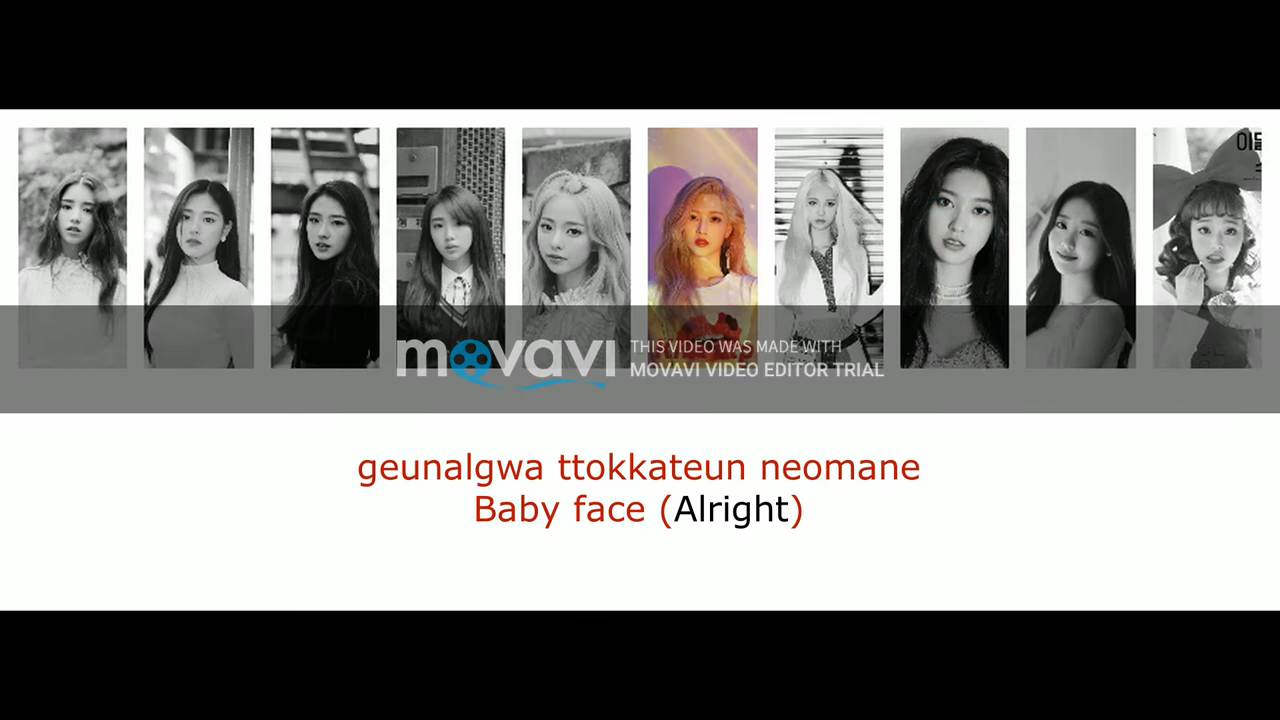 movavi
THIS VIDEO WAS MADE WITH
MOVAVI VIDEO EDITOR TRIAL
geunalgwa ttokkateun neomane
Baby face (Alright)